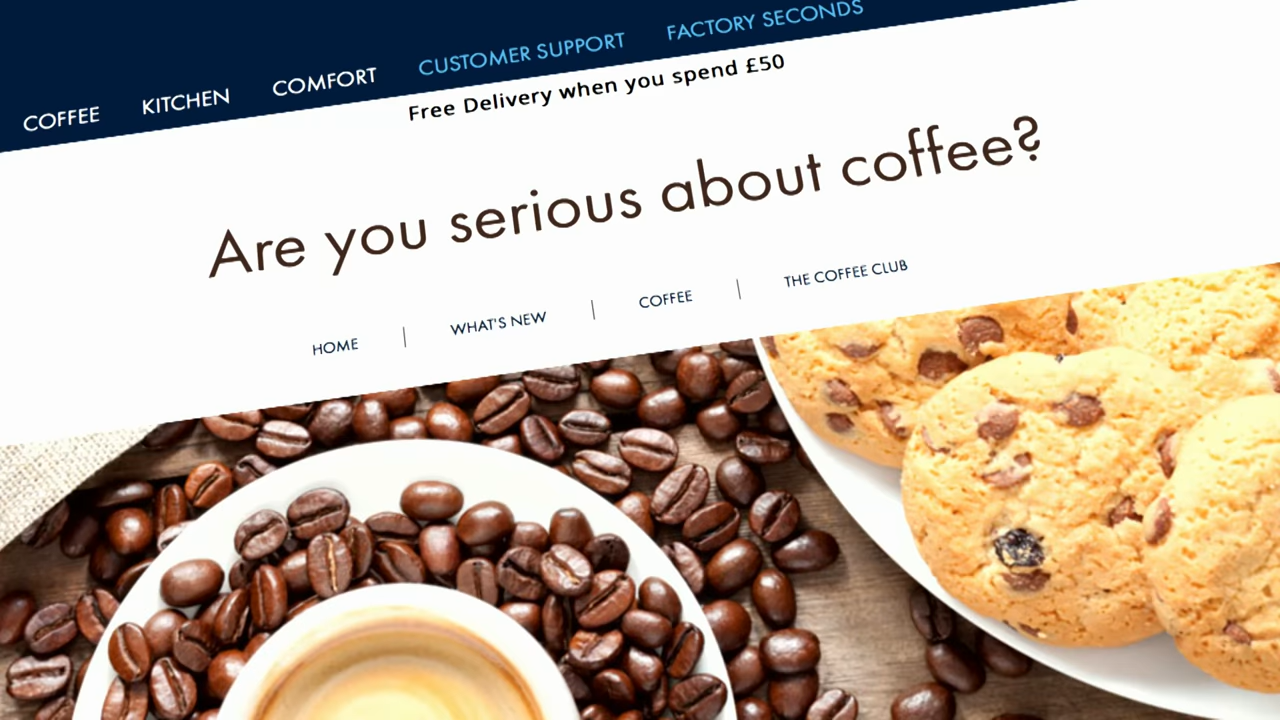 COFFEE KITCHEN COMFORT CUSTOMER SUPPORT FACTORY SECONDS
Free Delivery when you spend £50
Are you serious about coffee?
HOME | WHAT'S NEW | COFFEE | THE COFFEE CLUB